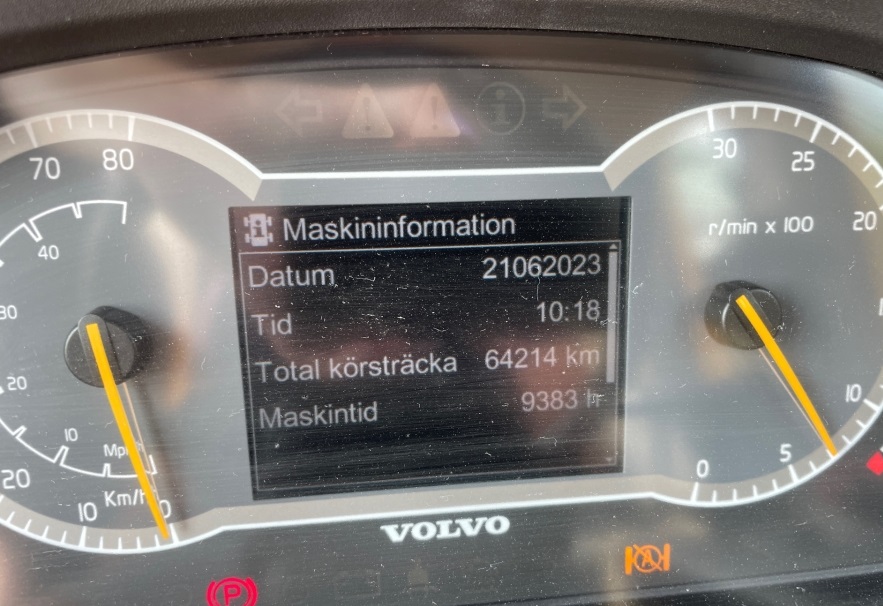 Maskininformation
Datum 21062023
Tid 10:18
Total körsträcka 64214 km
Maskintid 9383 h
70 80
40
30
20
10
Mph
20
10 Km/h 0
30 25
r/min x 100 20
10
5
0
VOLVO
P
A